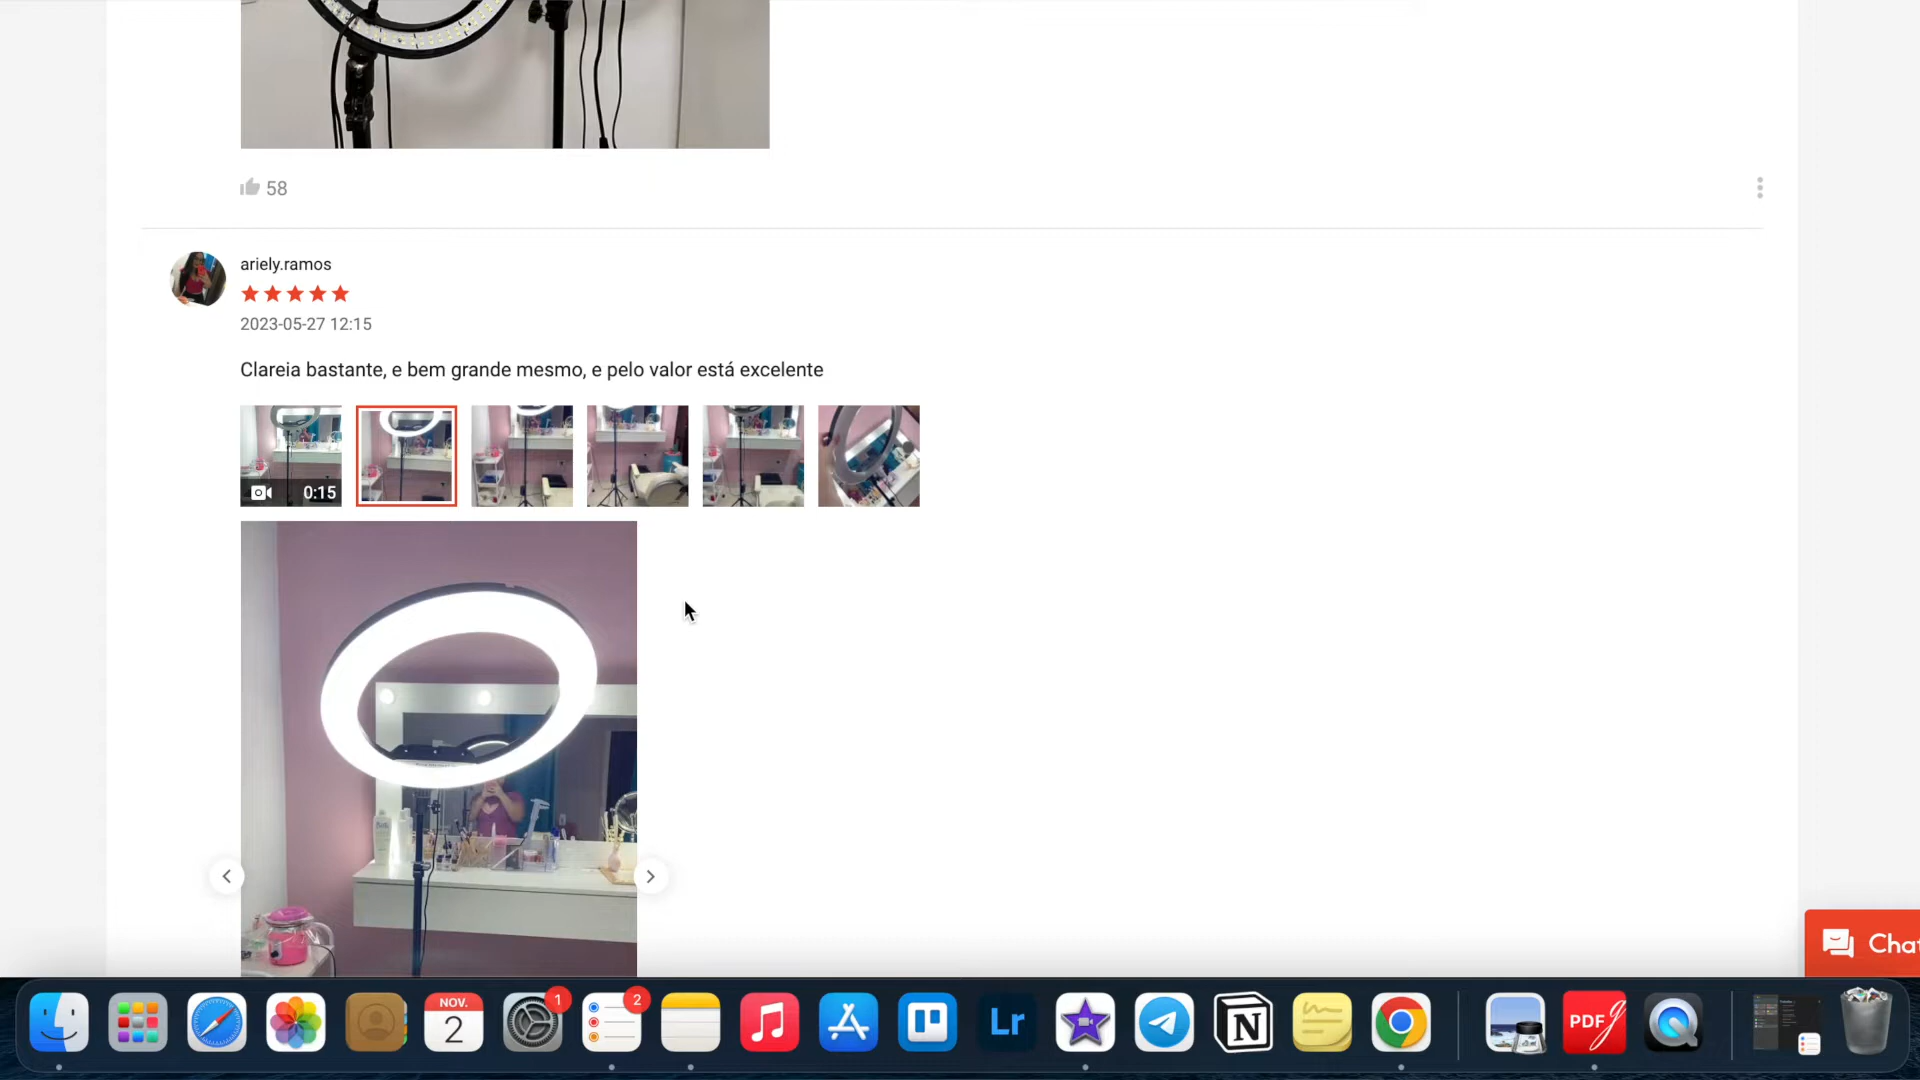 58
ariely.ramos
2023-05-27 12:15
Clareia bastante, e bem grande mesmo, e pelo valor está excelente
0:15
Chat
NOV.
2
1
2
Lr
N
PDF